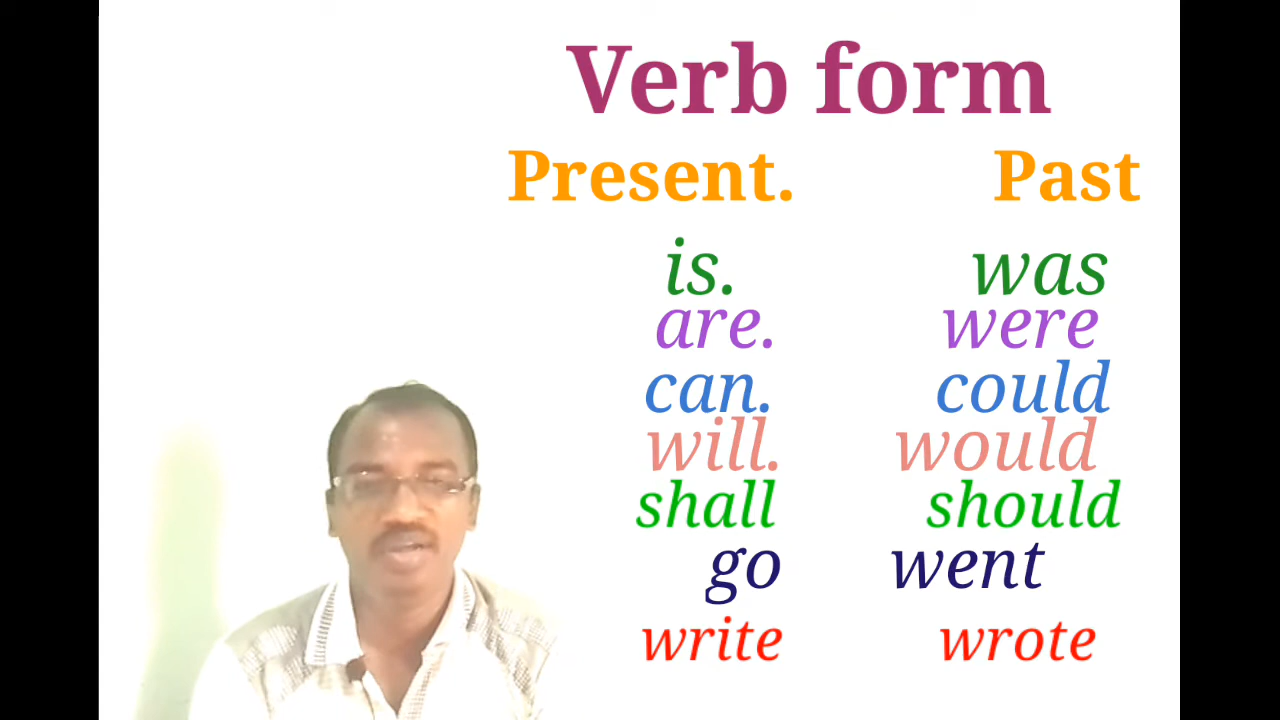 Verb form
Present. Past
is. was
are. were
can. could
will. would
shall should
go went
write wrote